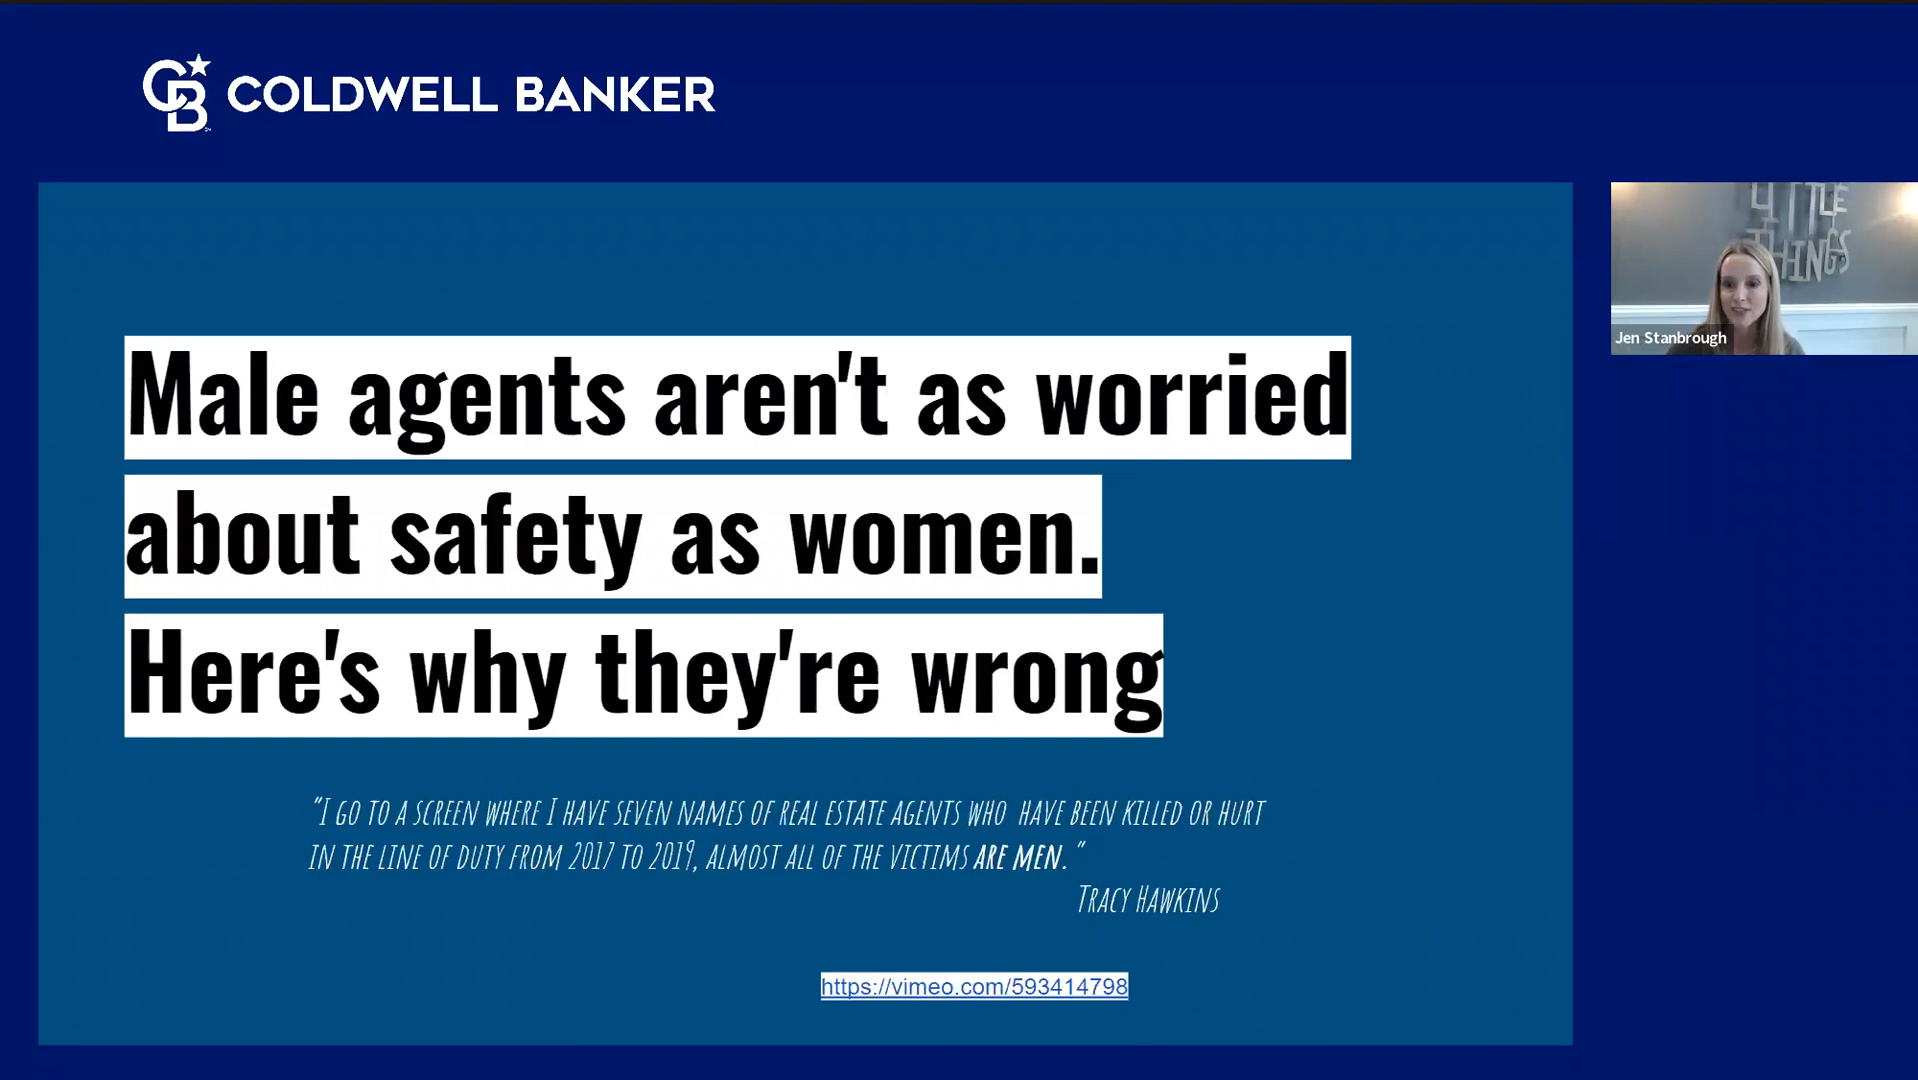 COLDWELL BANKER
LITTLE
THINGS
Jen Stanbrough
Male agents aren't as worried
about safety as women.
Here's why they're wrong
"I GO TO A SCREEN WHERE I HAVE SEVEN NAMES OF REAL ESTATE AGENTS WHO HAVE BEEN KILLED OR HURT
IN THE LINE OF DUTY FROM 2017 TO 2019, ALMOST ALL OF THE VICTIMS ARE MEN."
TRACY HAWKINS
https://vimeo.com/593414798